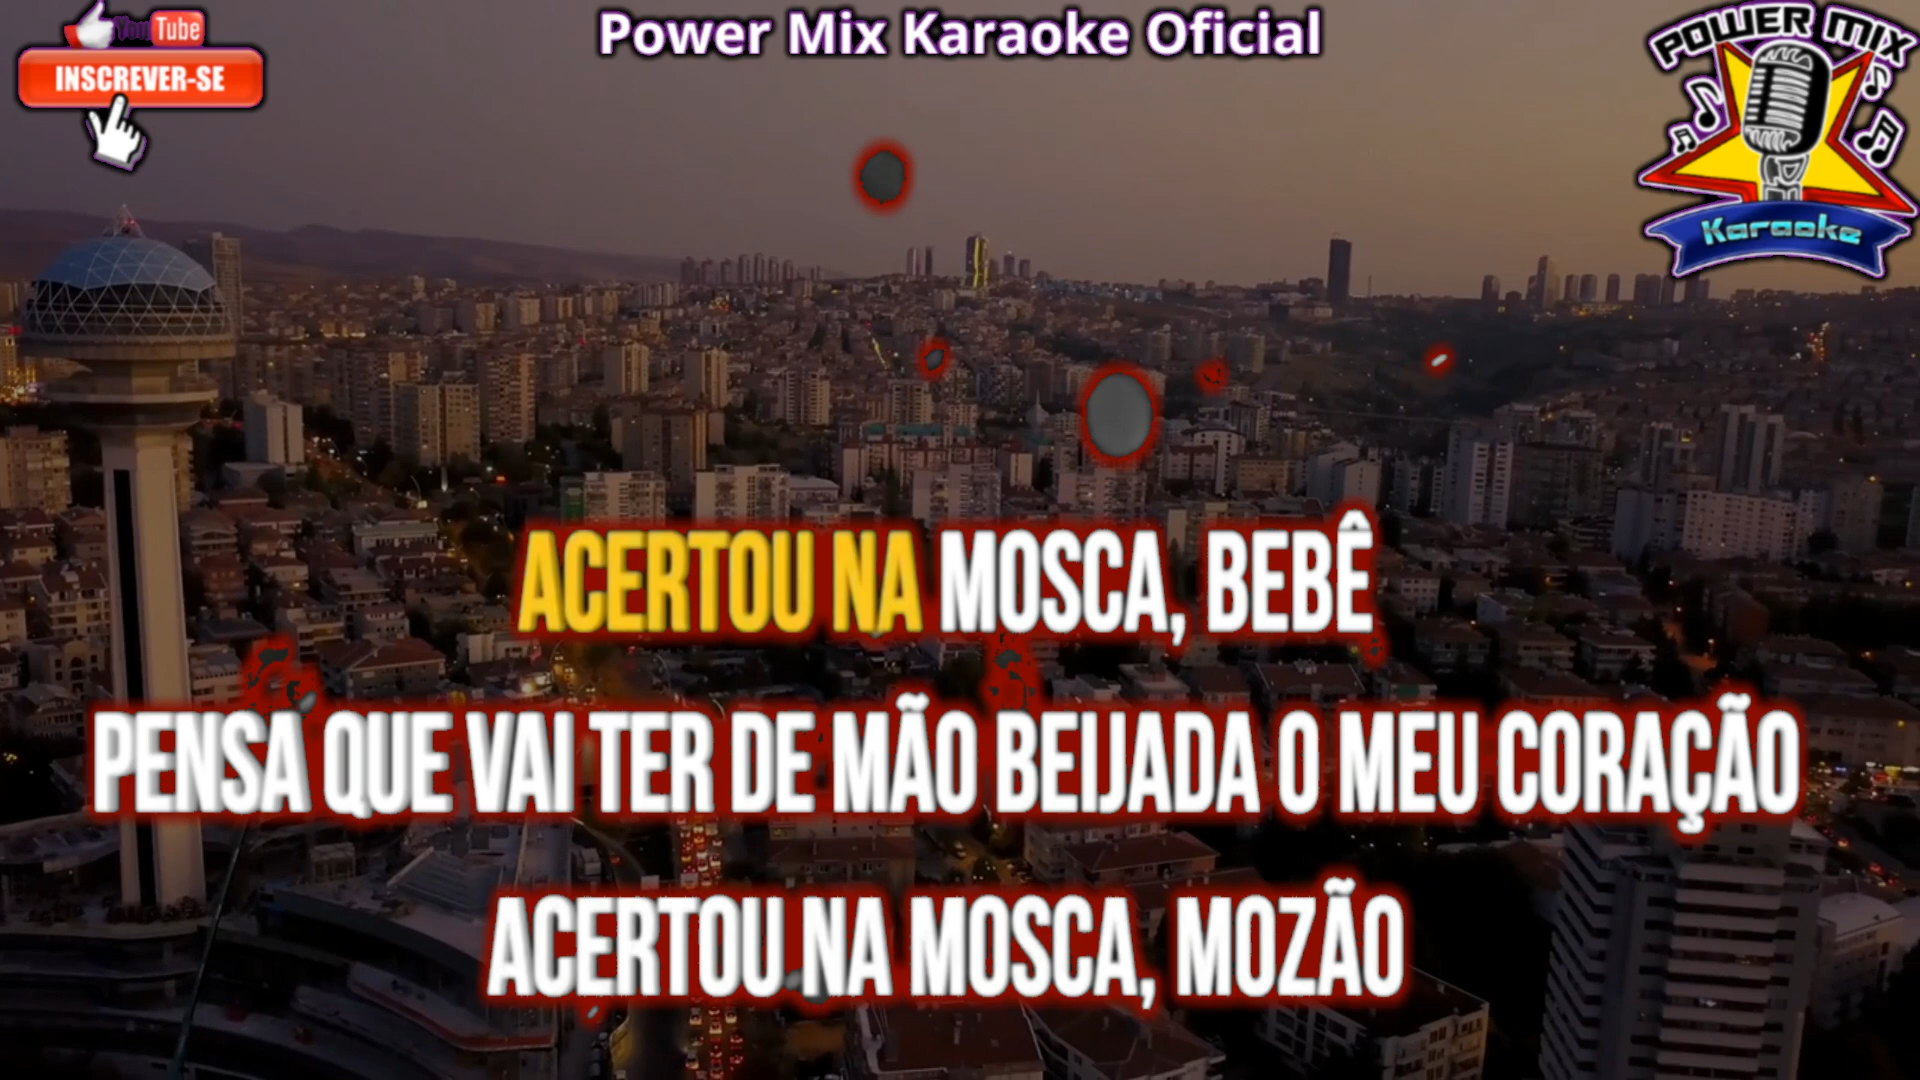 YouTube
INSCREVER-SE
Power Mix Karaoke Oficial
POWER MIX
Karaoke
ACERTOU NA MOSCA, BEBÊ
PENSA QUE VAI TER DE MÃO BEIJADA O MEU CORAÇÃO
ACERTOU NA MOSCA, MOZÃO